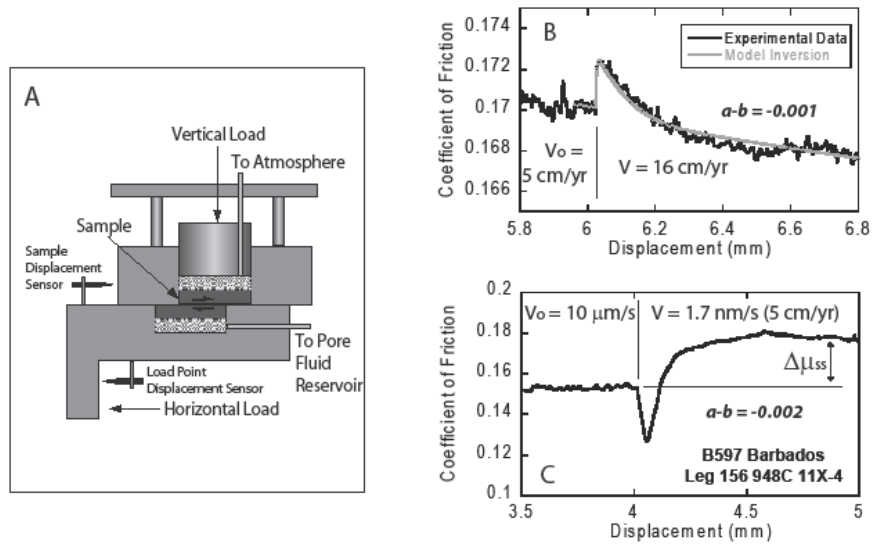 A
Vertical Load
To Atmosphere
Sample
Sample
Displacement
Sensor
To Pore
Fluid
Reservoir
Load Point
Displacement Sensor
Horizontal Load
B
Experimental Data
Model Inversion
a-b = -0.001
Vo =
5 cm/yr
V = 16 cm/yr
Coefficient of Friction
0.174
0.172
0.17
0.168
0.166
5.8 6 6.2 6.4 6.6 6.8
Displacement (mm)
Vo = 10 μm/s
V = 1.7 nm/s (5 cm/yr)
Δμss
a-b = -0.002
B597 Barbados
Leg 156 948C 11X-4
C
Coefficient of Friction
0.2
0.18
0.16
0.14
0.12
0.1
3.5 4 4.5 5
Displacement (mm)